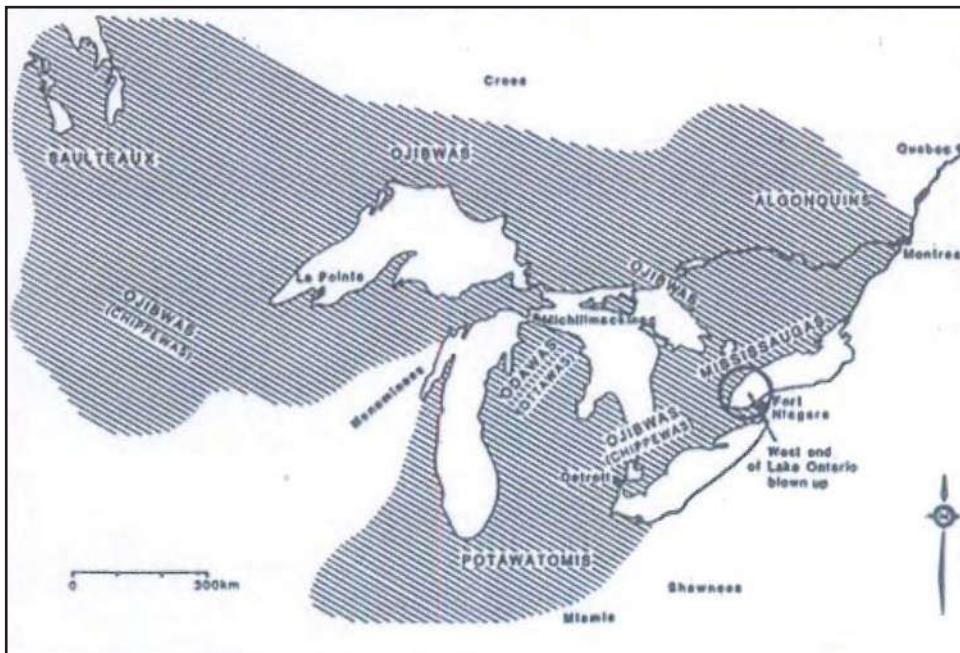 Crees
Quebec
SAULTEAUX
OJIBWAS
ALGONQUINS
Montreal
La Pointe
OJIBWAS
OJIBWAS
(CHIPPEWAS)
Michilimackinac
MISSISSAUGAS
ODAWAS
(OTTAWAS)
Menominees
Fort
Niagara
OJIBWAS
(CHIPPEWAS)
West end
of Lake Ontario
blown up
Detroit
POTAWATOMIS
0
300km
Shawnees
Miamis
N